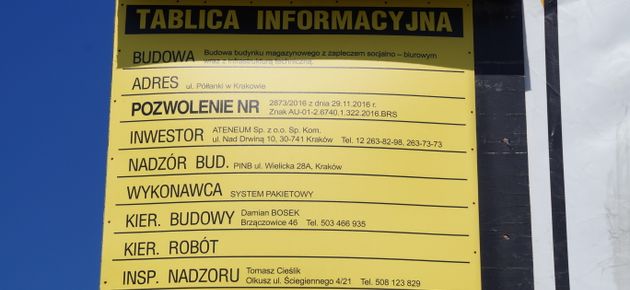 TABLICA INFORMACYJNA
BUDOWA Budowa budynku magazynowego z zapleczem socjalno – biurowym
wraz z infrastrukturą techniczną.
ADRES ul. Półłanki w Krakowie
POZWOLENIE NR 2873/2016 z dnia 29.11.2016 r.
Znak AU-01-2.6740.1.322.2016.BRS
INWESTOR ATENEUM Sp. z o.o. Sp. Kom.
ul. Nad Drwiną 10, 30-741 Kraków Tel. 12 263-82-98, 263-73-73
NADZÓR BUD. PINB ul. Wielicka 28A, Kraków
WYKONAWCA SYSTEM PAKIETOWY
KIER. BUDOWY Damian BOSEK
Brzączowice 46 Tel. 503 466 935
KIER. ROBÓT
INSP. NADZORU Tomasz Cieślik
Olkusz ul. Ściegiennego 4/21 Tel. 508 123 829